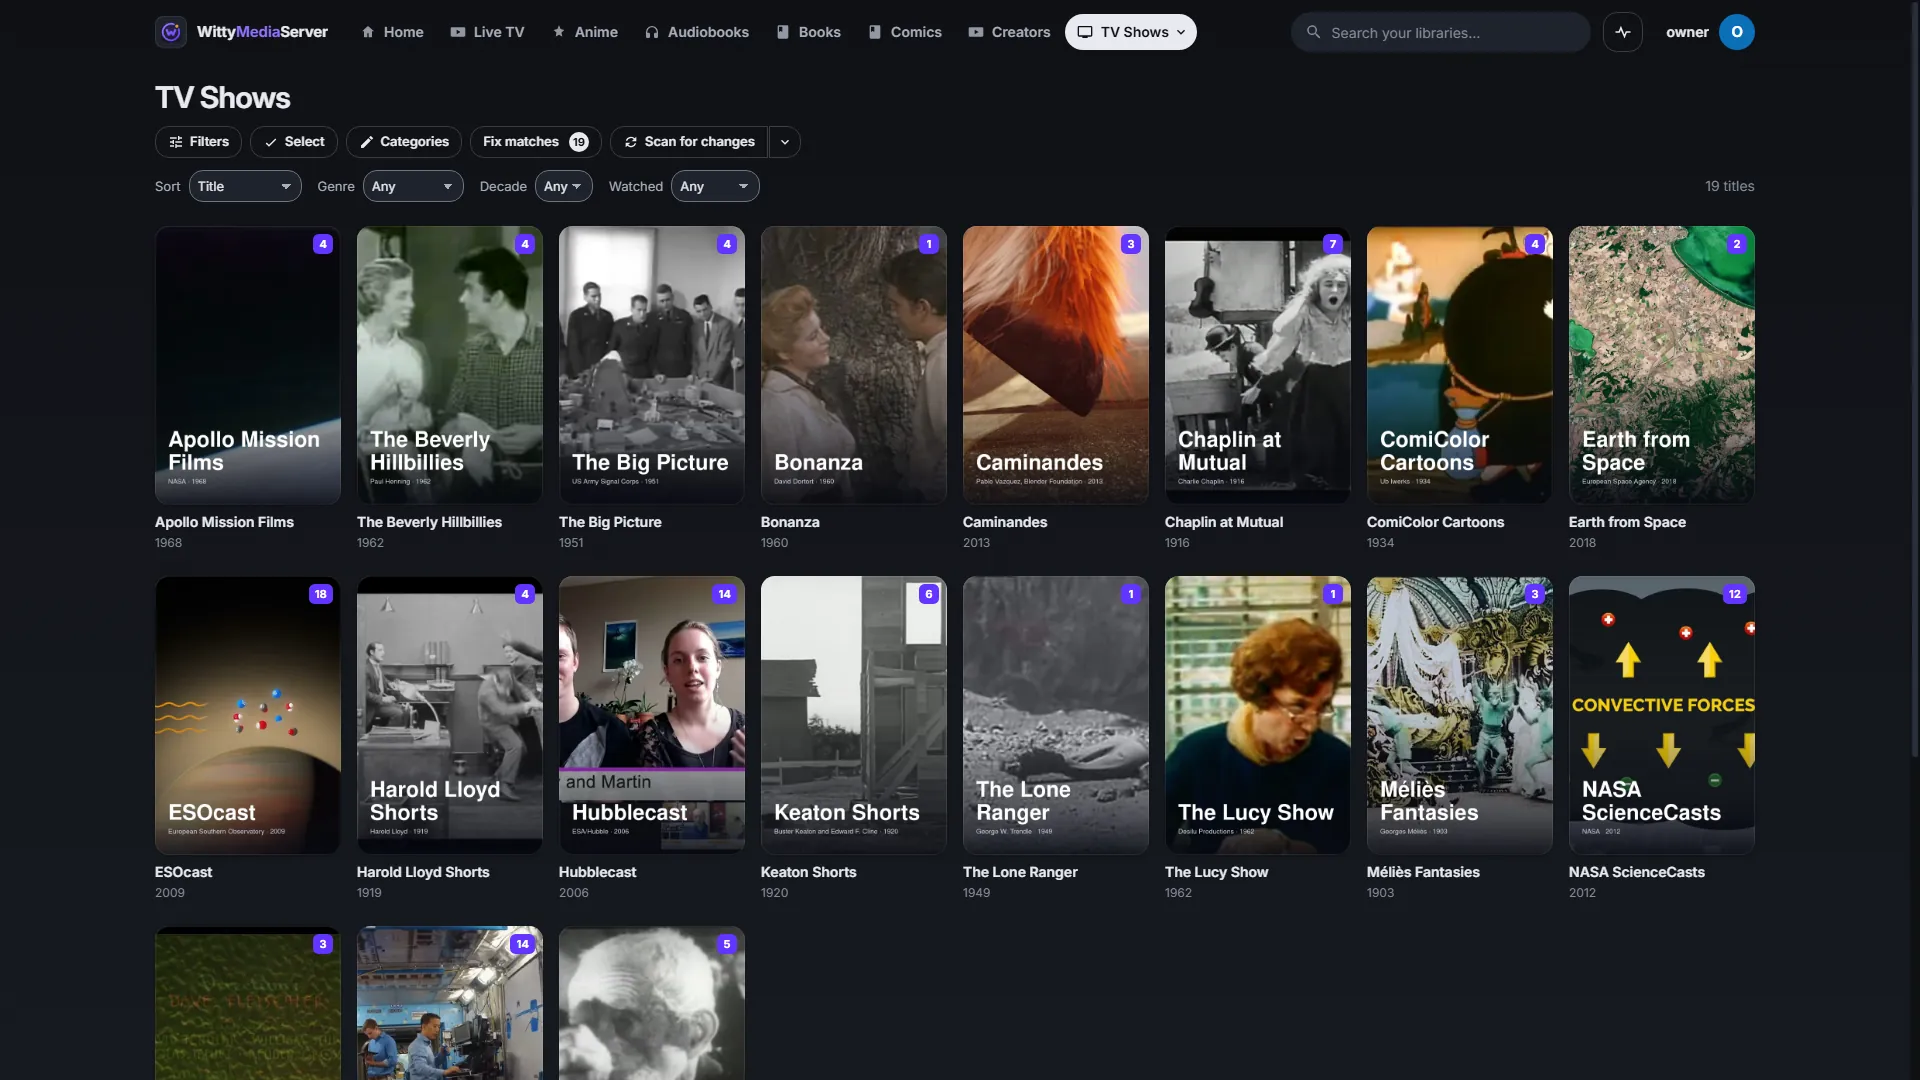 WittyMediaServer
Home
Live TV
Anime
Audiobooks
Books
Comics
Creators
TV Shows
Search your libraries...
owner
O
TV Shows
Filters
Select
Categories
Fix matches 19
Scan for changes
Sort Title
Genre Any
Decade Any
Watched Any
19 titles
4
Apollo Mission
Films
NASA · 1968
Apollo Mission Films
1968
4
The Beverly
Hillbillies
Paul Henning · 1962
The Beverly Hillbillies
1962
4
The Big Picture
US Army Signal Corps · 1951
The Big Picture
1951
1
Bonanza
David Dortort · 1960
Bonanza
1960
3
Caminandes
Pablo Vazquez, Blender Foundation · 2013
Caminandes
2013
7
Chaplin at
Mutual
Charlie Chaplin · 1916
Chaplin at Mutual
1916
4
ComiColor
Cartoons
Ub Iwerks · 1934
ComiColor Cartoons
1934
2
Earth from
Space
European Space Agency · 2018
Earth from Space
2018
18
ESOcast
European Southern Observatory · 2009
ESOcast
2009
4
Harold Lloyd
Shorts
Harold Lloyd · 1919
Harold Lloyd Shorts
1919
14
and Martin
Hubblecast
ESA/Hubble · 2006
Hubblecast
2006
6
Keaton Shorts
Buster Keaton and Edward F. Cline · 1920
Keaton Shorts
1920
1
The Lone
Ranger
George W. Trendle · 1949
The Lone Ranger
1949
1
The Lucy Show
Desilu Productions · 1962
The Lucy Show
1962
3
Méliès
Fantasies
Georges Méliès · 1903
Méliès Fantasies
1903
12
CONVECTIVE FORCES
NASA
ScienceCasts
NASA · 2012
NASA ScienceCasts
2012
3
DAVE FLEISCHER
14
5